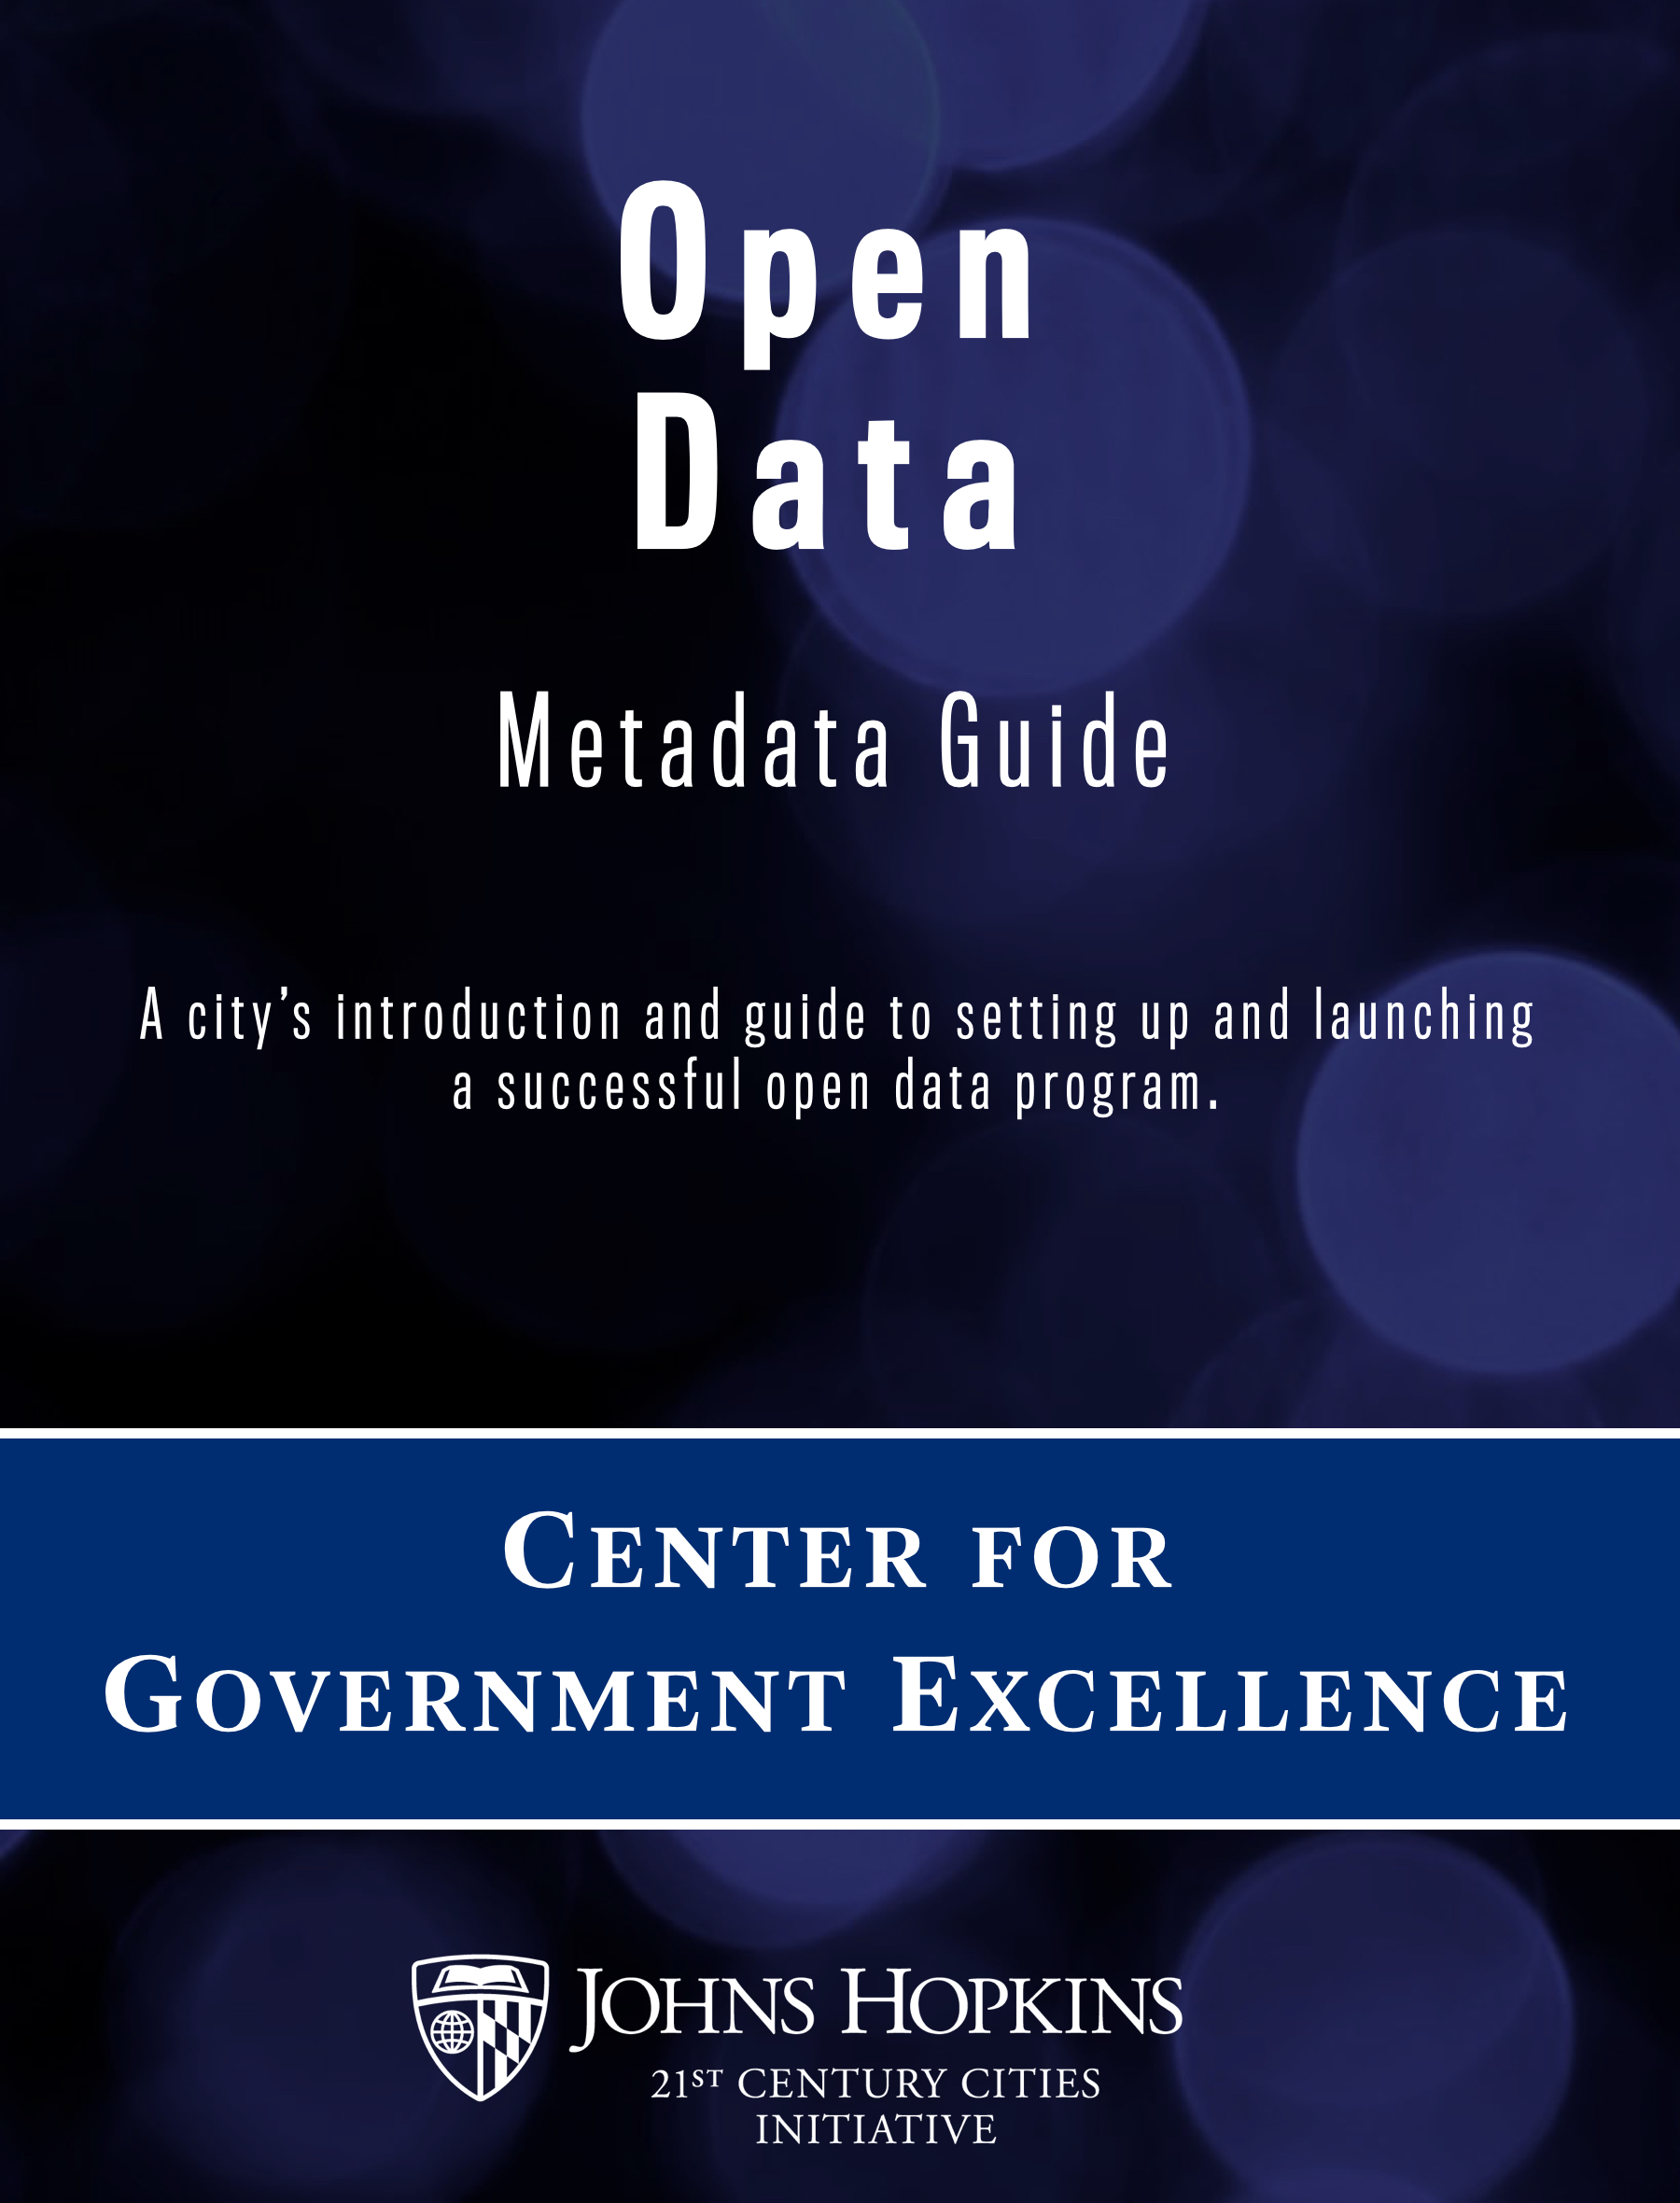 Open
Data
Metadata Guide
A city’s introduction and guide to setting up and launching
a successful open data program.
CENTER FOR
GOVERNMENT EXCELLENCE
JOHNS HOPKINS
21ST CENTURY CITIES
INITIATIVE